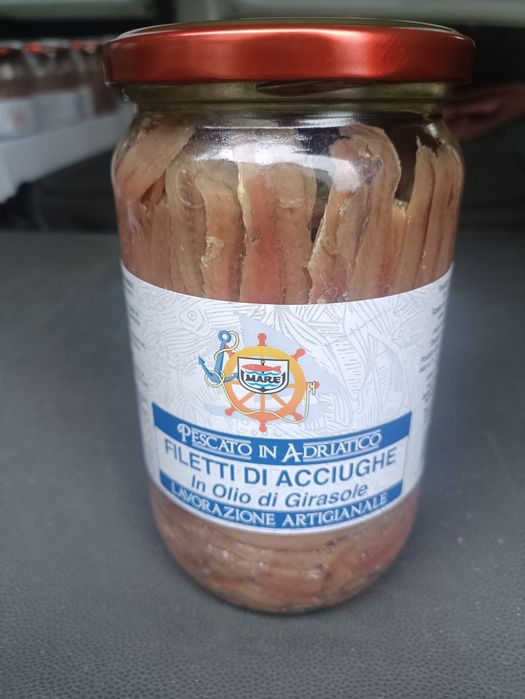 MARE
PESCATO IN ADRIATICO
FILETTI DI ACCIUGHE
In Olio di Girasole
LAVORAZIONE ARTIGIANALE